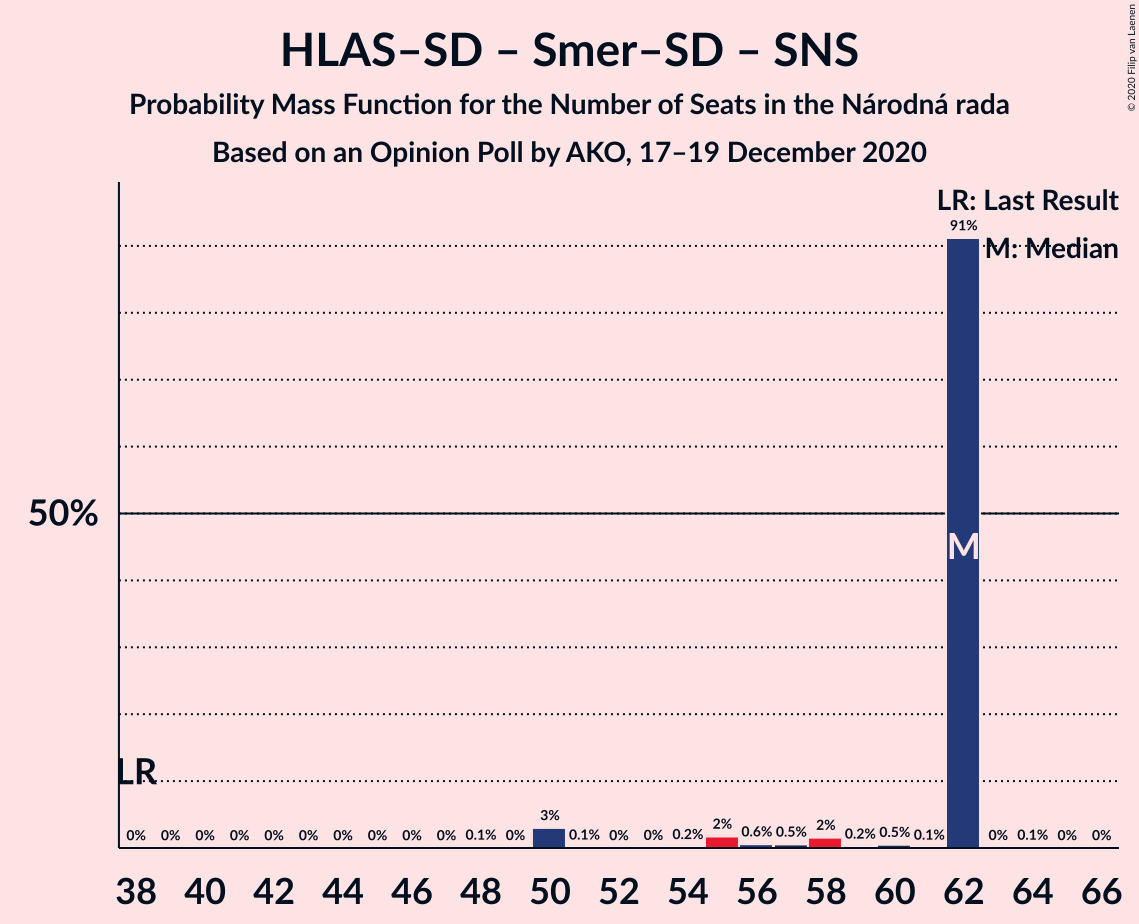 HLAS–SD – Smer–SD – SNS
Probability Mass Function for the Number of Seats in the Národná rada
Based on an Opinion Poll by AKO, 17–19 December 2020
© 2020 Filip van Laenen
LR: Last Result
M: Median
91%
50%
M
LR
0% 0% 0% 0% 0% 0% 0% 0% 0% 0% 0.1% 0% 3% 0.1% 0% 0% 0.2% 2% 0.6% 0.5% 2% 0.2% 0.5% 0.1% 0% 0.1% 0% 0%
38 40 42 44 46 48 50 52 54 56 58 60 62 64 66